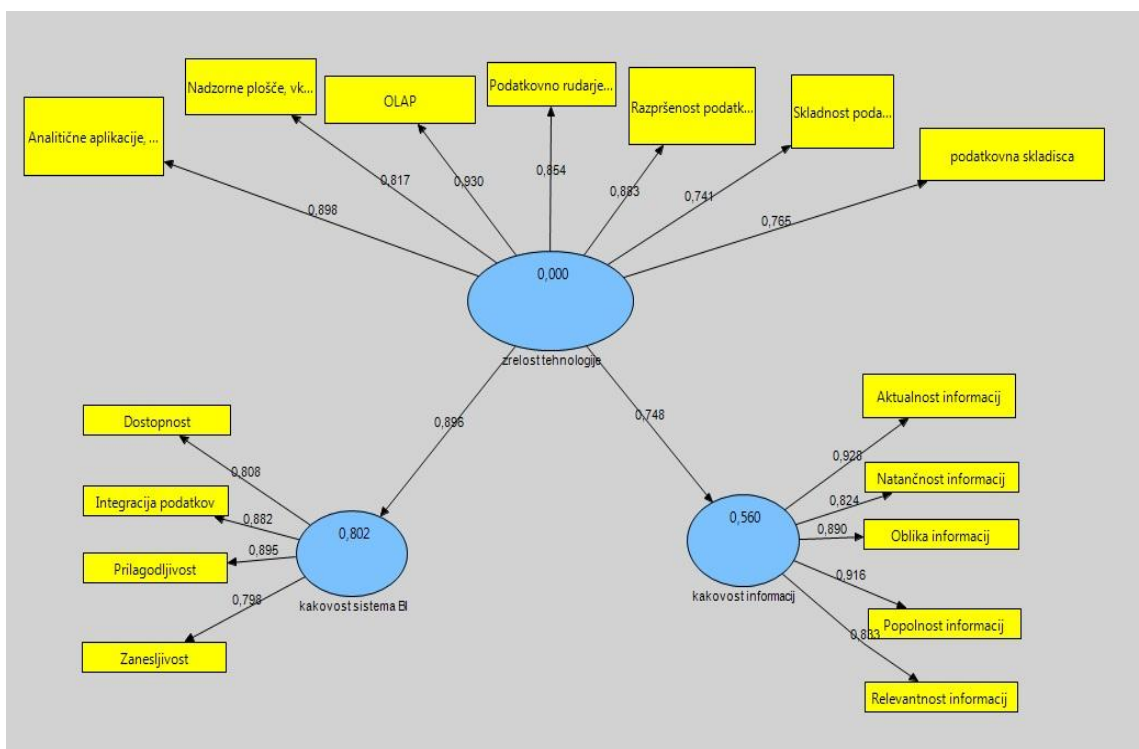 Nadzorne plošče, vk...
OLAP
Podatkovno rudarje...
Razpršenost podatk...
Skladnost poda...
Analitične aplikacije, ...
podatkovna skladisca
0,898
0,817
0,930
0,854
0,883
0,741
0,765
0,000
zrelost tehnologije
0,896
0,748
Dostopnost
Integracija podatkov
Prilagodljivost
Zanesljivost
0,808
0,882
0,895
0,798
0,802
kakovost sistema BI
0,560
kakovost informacij
0,928
0,824
0,890
0,916
0,833
Aktualnost informacij
Natančnost informacij
Oblika informacij
Popolnost informacij
Relevantnost informacij